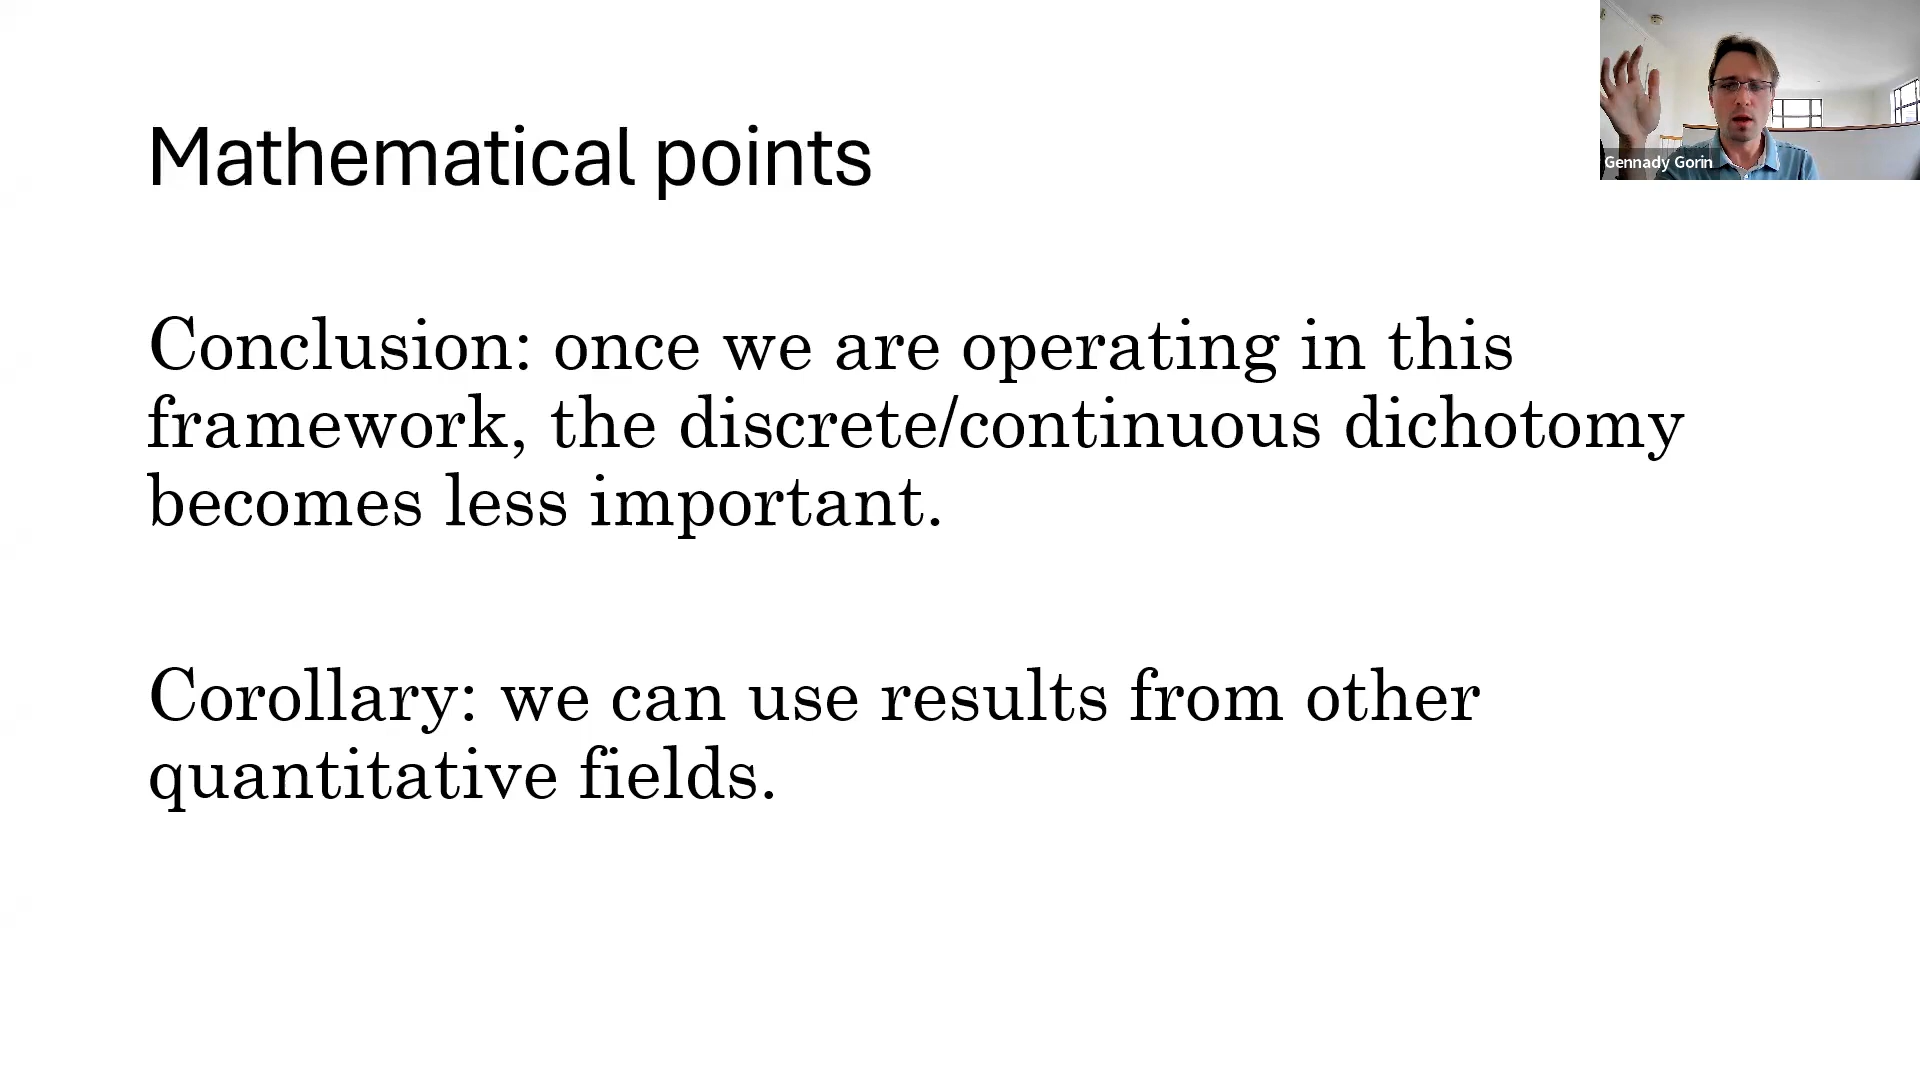 Mathematical points
Gennady Gorin
Conclusion: once we are operating in this
framework, the discrete/continuous dichotomy
becomes less important.
Corollary: we can use results from other
quantitative fields.